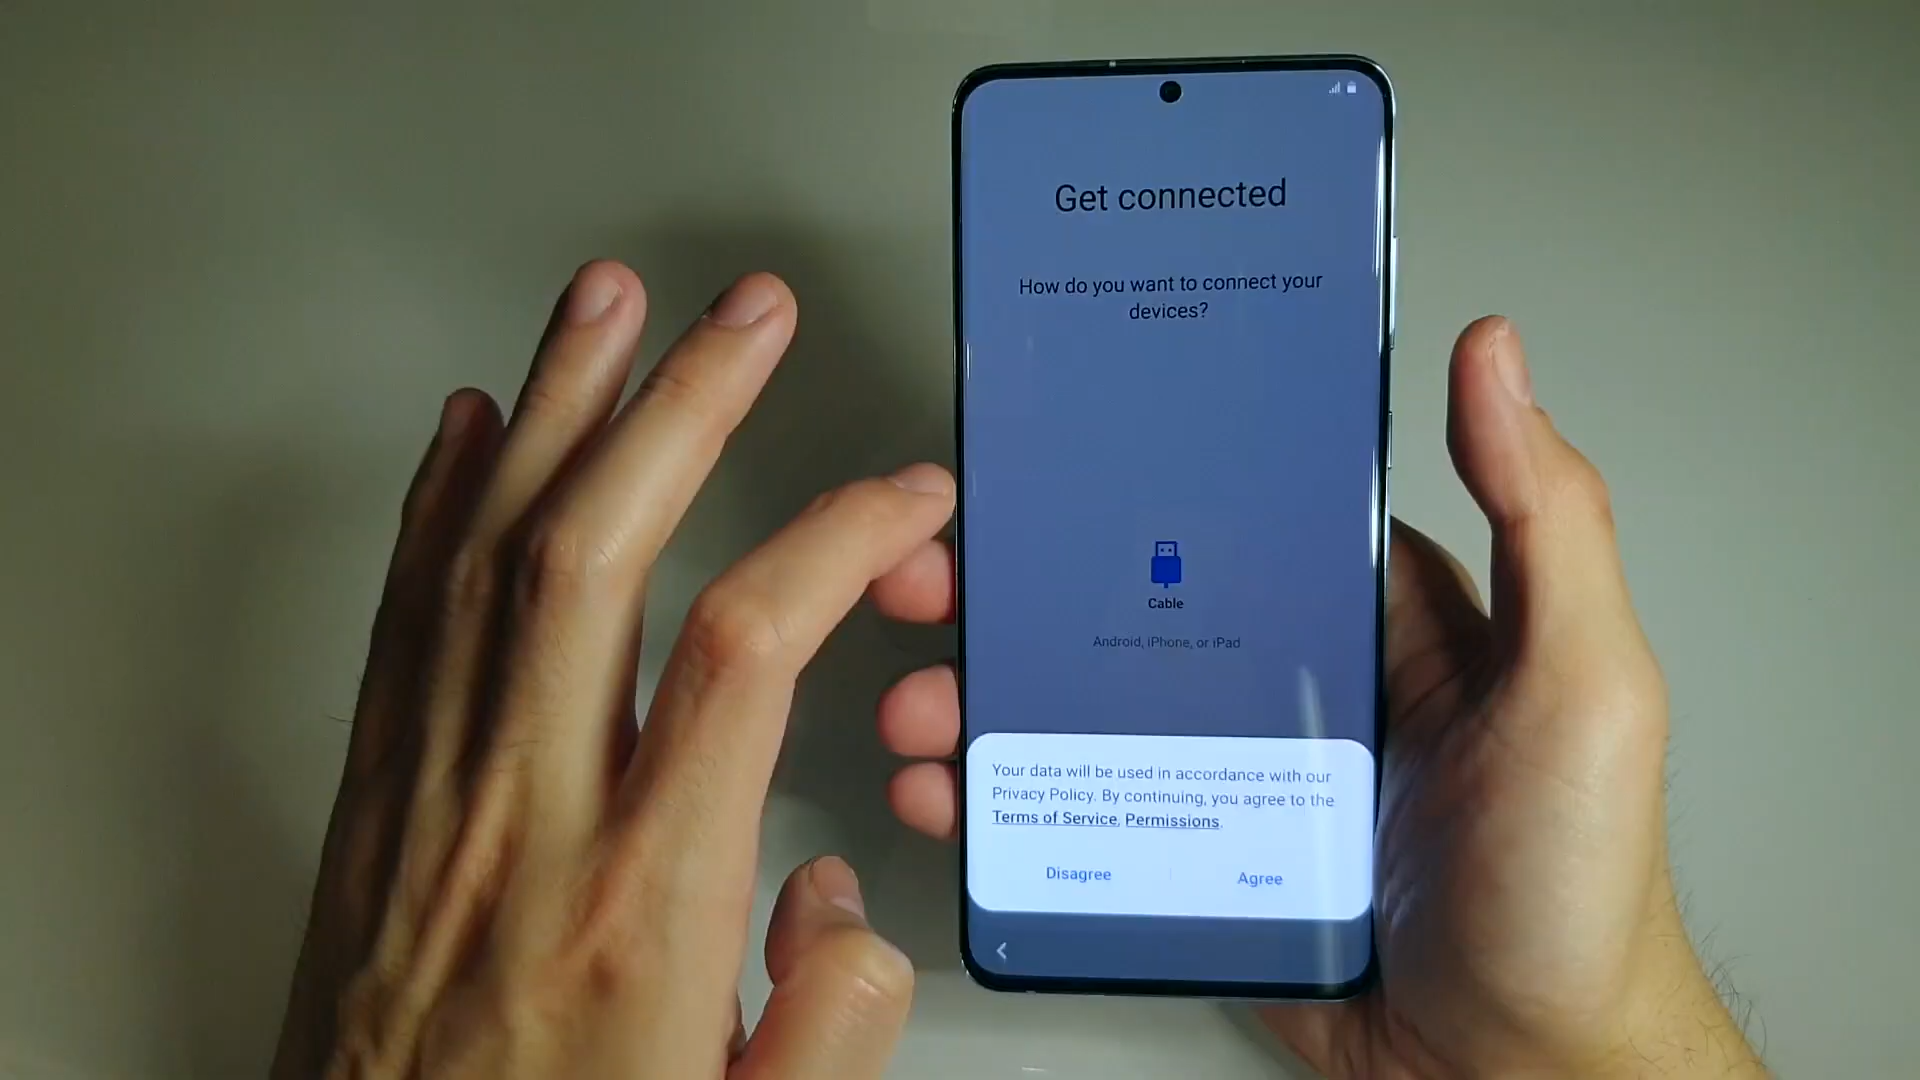 Get connected
How do you want to connect your
devices?
Cable
Android, iPhone, or iPad
Your data will be used in accordance with our
Privacy Policy. By continuing, you agree to the
Terms of Service, Permissions.
Disagree
Agree